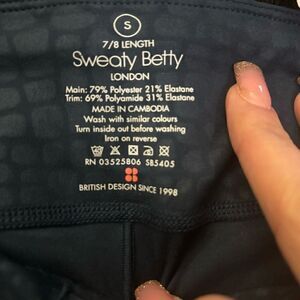 S
7/8 LENGTH
Sweaty Betty
LONDON
Main: 79% Polyester 21% Elastane
Trim: 69% Polyamide 31% Elastane
MADE IN CAMBODIA
Wash with similar colours
Turn inside out before washing
Iron on reverse
RN 03525806 SB5405
BRITISH DESIGN SINCE 1998